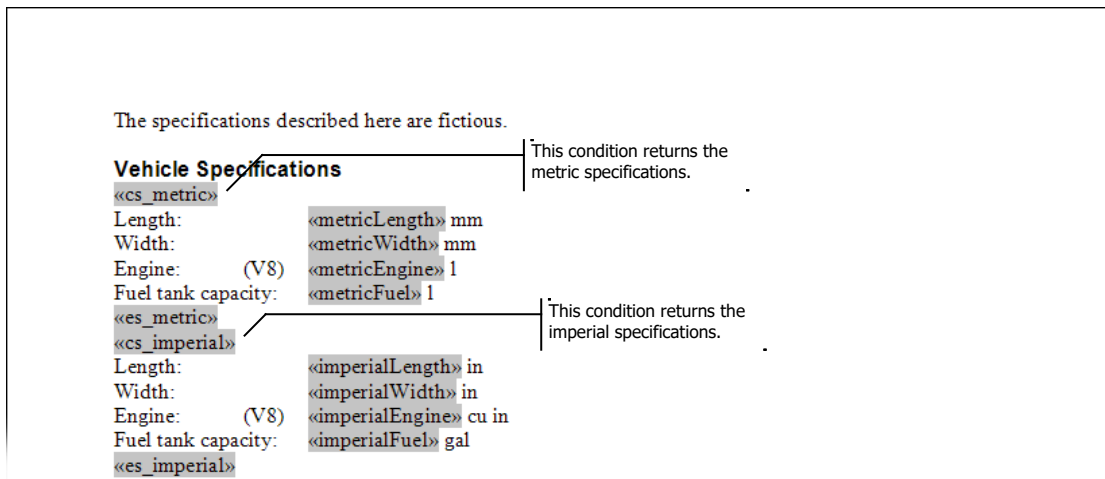 The specifications described here are fictious.
Vehicle Specifications
This condition returns the
metric specifications.
«cs_metric»
Length: «metricLength» mm
Width: «metricWidth» mm
Engine: (V8) «metricEngine» l
Fuel tank capacity: «metricFuel» l
«es_metric»
This condition returns the
imperial specifications.
«cs_imperial»
Length: «imperialLength» in
Width: «imperialWidth» in
Engine: (V8) «imperialEngine» cu in
Fuel tank capacity: «imperialFuel» gal
«es_imperial»